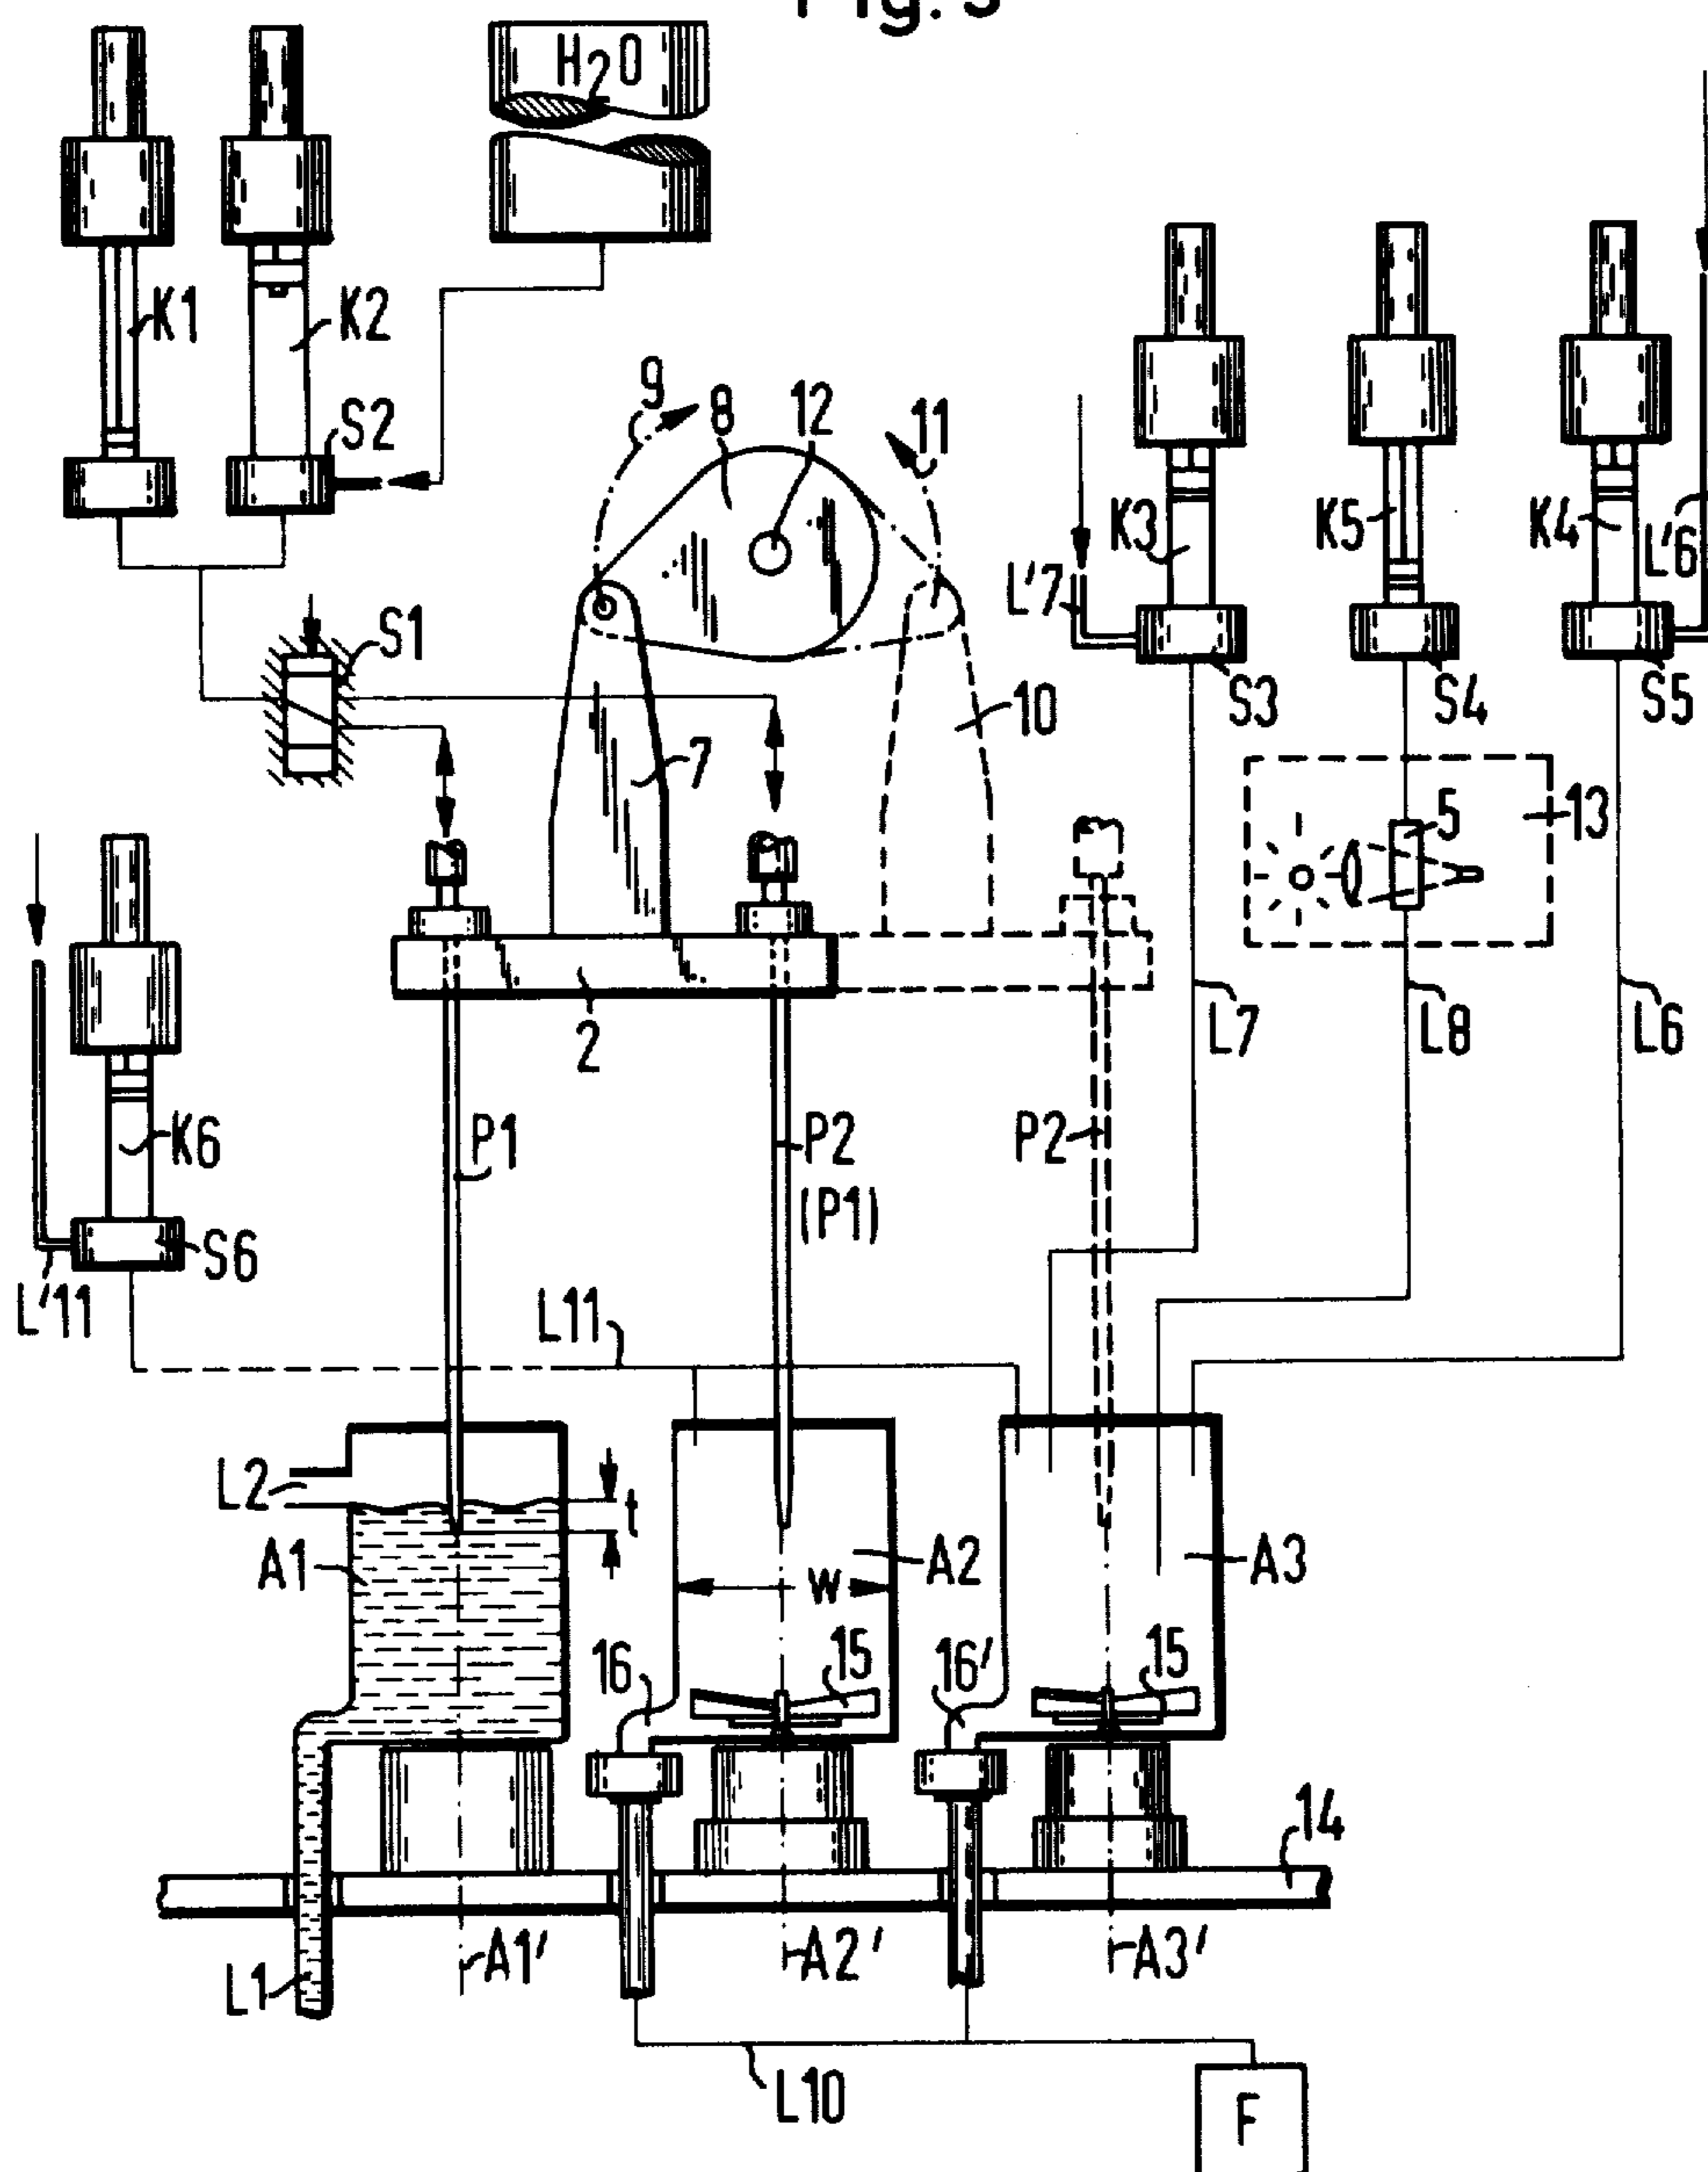 H2O
K1
K2
S2
9
8
12
11
K3
K5
K4
L'6
L'7
S1
S3
S4
S5
10
7
5
13
2
L7
L8
L6
P1
P2
(P1)
P2
K6
S6
L'11
L11
L2
t
A1
A2
A3
W
16
15
16'
15
14
A1'
A2'
A3'
L1
L10
F